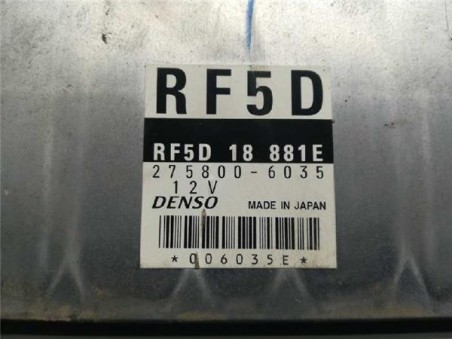 RF5D
RF5D 18 881E
275800-6035
12V
DENSO MADE IN JAPAN
*006035E*